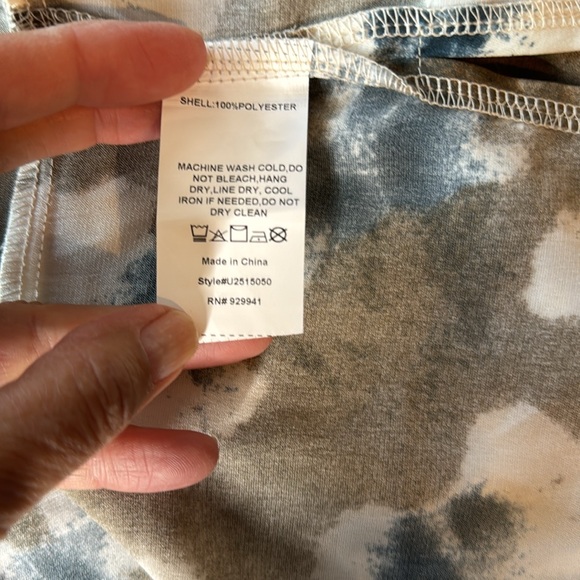 SHELL:100%POLYESTER
MACHINE WASH COLD,DO
NOT BLEACH,HANG
DRY,LINE DRY, COOL
IRON IF NEEDED,DO NOT
DRY CLEAN
Made in China
Style#U2515050
RN# 929941